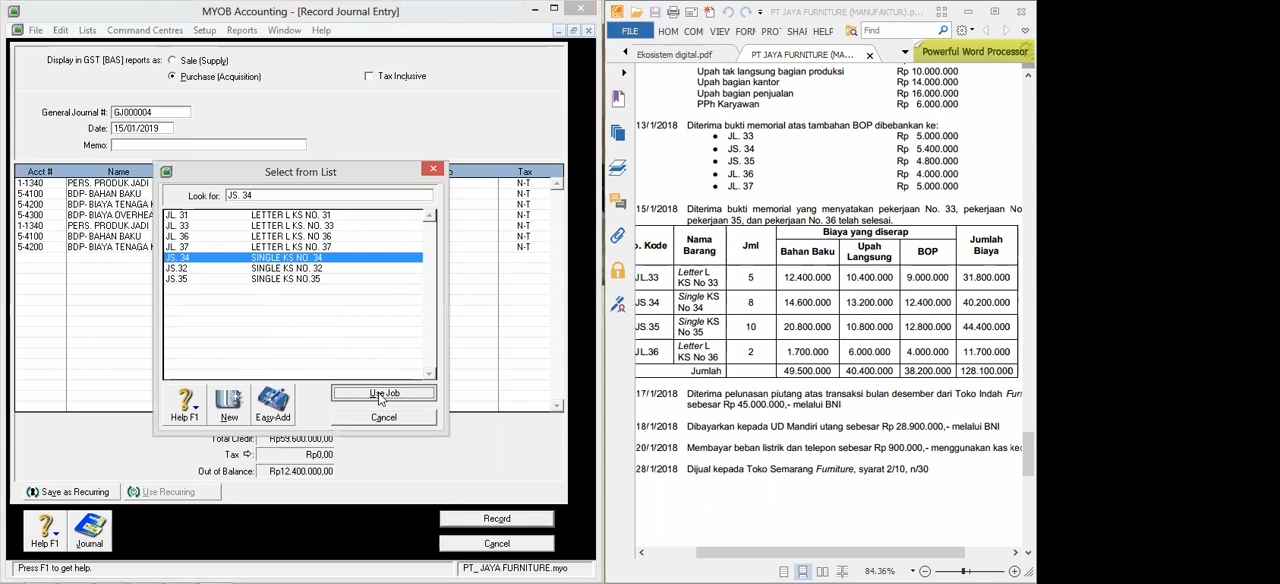 MYOB Accounting - [Record Journal Entry]
File Edit Lists Command Centres Setup Reports Window Help
Display in GST [BAS] reports as: Sale (Supply)
Purchase (Acquisition)
Tax Inclusive
General Journal #: GJ000004
Date: 15/01/2019
Memo:
Acct # Name Tax
1-1340 PERS. PRODUK JADI N-T
5-4100 BDP- BAHAN BAKU N-T
5-4200 BDP- BIAYA TENAGA N-T
5-4300 BDP- BIAYA OVERHEA N-T
1-1340 PERS. PRODUK JADI N-T
5-4100 BDP- BAHAN BAKU N-T
5-4200 BDP- BIAYA TENAGA N-T
Select from List
Look for: JS. 34
JL. 31 LETTER L KS NO. 31
JL. 33 LETTER L KS NO. 33
JL. 36 LETTER L KS NO. 36
JL. 37 LETTER L KS NO. 37
JS. 34 SINGLE KS NO. 34
JS.32 SINGLE KS NO. 32
JS.35 SINGLE KS NO.35
Help F1 New Easy-Add
Use Job
Cancel
Total Credit: Rp59.600.000,00
Tax Rp0,00
Out of Balance: Rp12.400.000,00
Save as Recurring Use Recurring
Help F1 Journal
Record
Cancel
Press F1 to get help. PT_ JAYA FURNITURE.myo
PT JAYA FURNITURE (MANUFAKTUR).p...
FILE HOM COM VIEV FORM PRO SHAR HELP Find
Ekosistem digital.pdf PT JAYA FURNITURE (MA... Powerful Word Processor
Upah tak langsung bagian produksi Rp 10.000.000
Upah bagian kantor Rp 14.000.000
Upah bagian penjualan Rp 16.000.000
PPh Karyawan Rp 6.000.000
13/1/2018 Diterima bukti memorial atas tambahan BOP dibebankan ke:
• JL. 33 Rp 5.000.000
• JS. 34 Rp 5.400.000
• JS. 35 Rp 4.800.000
• JL. 36 Rp 4.000.000
• JL. 37 Rp 5.000.000
15/1/2018 Diterima bukti memorial yang menyatakan pekerjaan No. 33, pekerjaan No
pekerjaan 35, dan pekerjaan No. 36 telah selesai.
o. Kode Nama Barang Jml Biaya yang diserap Jumlah Biaya
Bahan Baku Upah Langsung BOP
JL.33 Letter L KS No 33 5 12.400.000 10.400.000 9.000.000 31.800.000
JS.34 Single KS No 34 8 14.600.000 13.200.000 12.400.000 40.200.000
JS.35 Single KS No 35 10 20.800.000 10.800.000 12.800.000 44.400.000
JL.36 Letter L KS No 36 2 1.700.000 6.000.000 4.000.000 11.700.000
Jumlah 49.500.000 40.400.000 38.200.000 128.100.000
17/1/2018 Diterima pelunasan piutang atas transaksi bulan desember dari Toko Indah Furn
sebesar Rp 45.000.000,- melalui BNI
18/1/2018 Dibayarkan kepada UD Mandiri utang sebesar Rp 28.900.000,- melalui BNI
20/1/2018 Membayar beban listrik dan telepon sebesar Rp 900.000,- menggunakan kas kec
28/1/2018 Dijual kepada Toko Semarang Furniture, syarat 2/10, n/30
84.36%